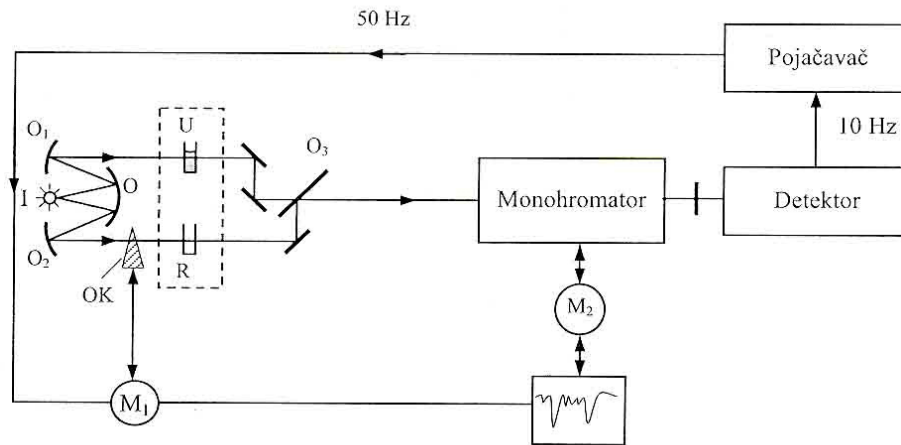 50 Hz
Pojačavač
10 Hz
O₁
U
O₃
I
O
Monohromator
Detektor
O₂
R
OK
M₂
M₁